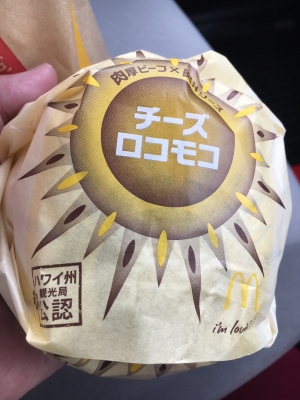 肉厚ビーフ×
チーズ
ロコモコ
ハワイ州
観光局
公認
i'm lovin'